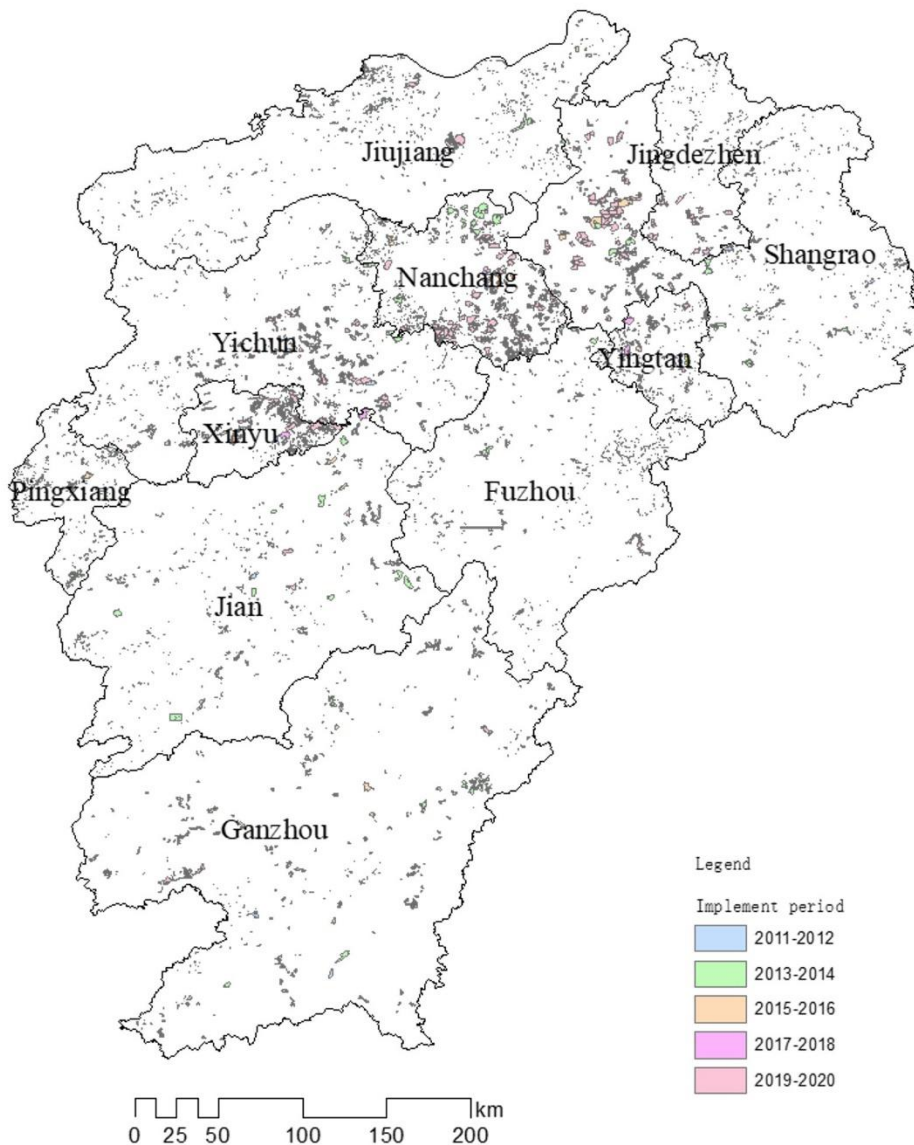 Jiujiang
Jingdezhen
Shangrao
Nanchang
Yichun
Yingtan
Xinyu
Pingxiang
Fuzhou
Jian
Ganzhou
Legend
Implement period
2011-2012
2013-2014
2015-2016
2017-2018
2019-2020
km
0 25 50 100 150 200